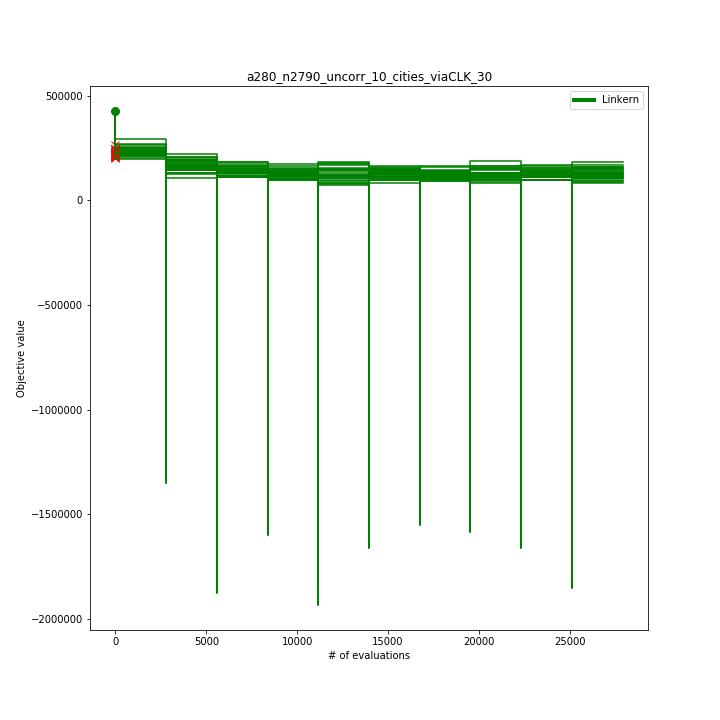 a280_n2790_uncorr_10_cities_viaCLK_30
Linkern
500000
0
−500000
−1000000
−1500000
−2000000
Objective value
0 5000 10000 15000 20000 25000
# of evaluations